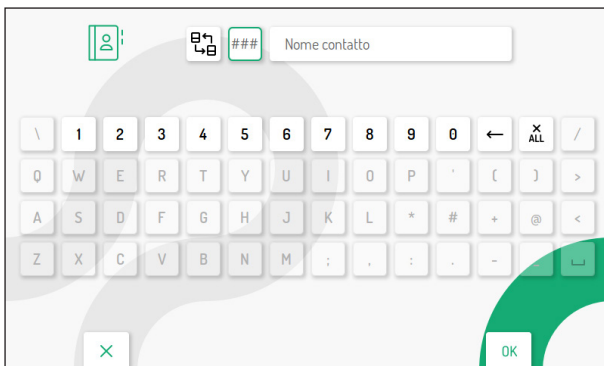 ### Nome contatto
\ 1 2 3 4 5 6 7 8 9 0 ← × ALL /
Q W E R T Y U I O P ' ( ) >
A S D F G H J K L * # + @ <
Z X C V B N M ; , : . - _ ⌴
× OK